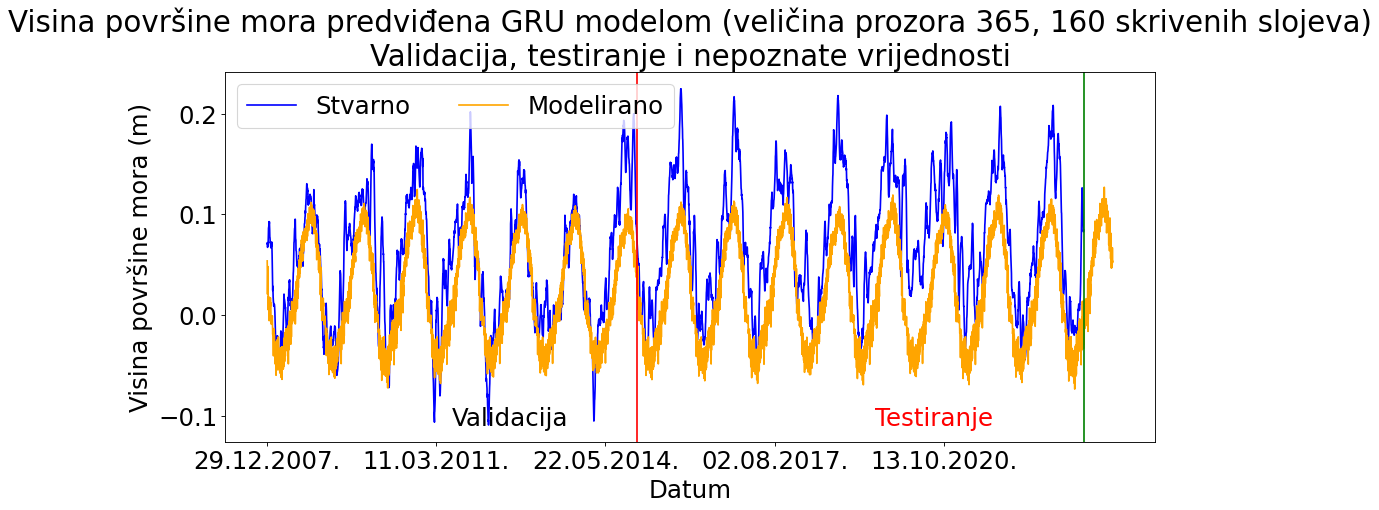 Visina površine mora predviđena GRU modelom (veličina prozora 365, 160 skrivenih slojeva)
Validacija, testiranje i nepoznate vrijednosti
Stvarno
Modelirano
Visina površine mora (m)
0.2
0.1
0.0
−0.1
Validacija
Testiranje
29.12.2007.
11.03.2011.
22.05.2014.
02.08.2017.
13.10.2020.
Datum